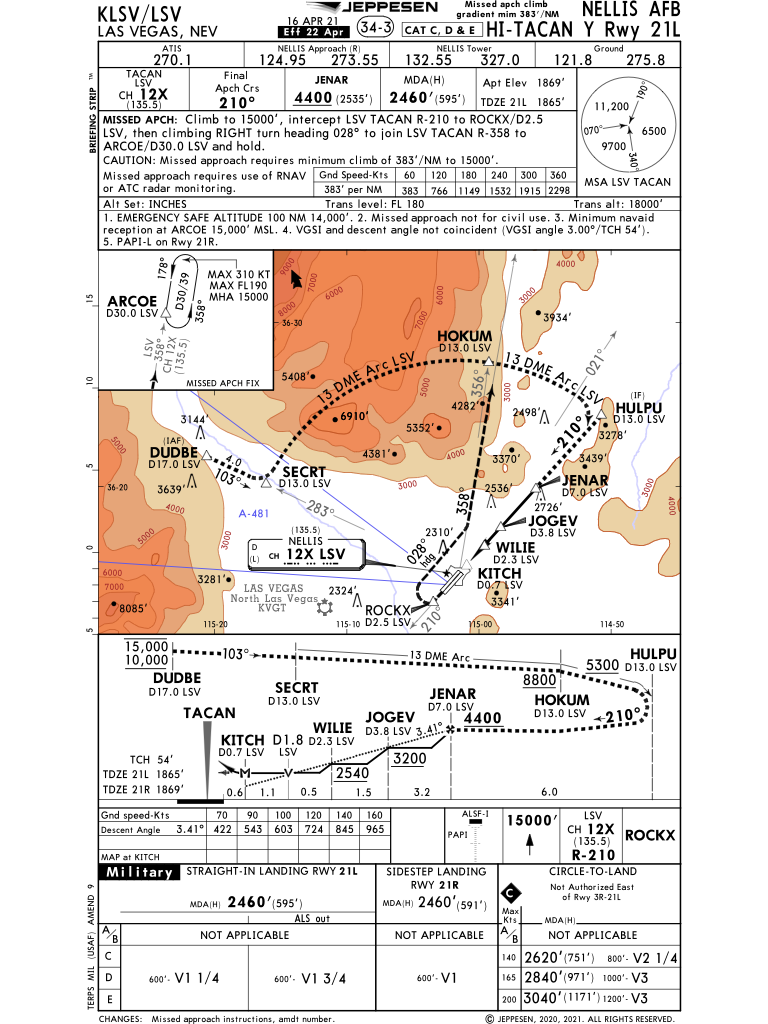 KLSV/LSV
LAS VEGAS, NEV
JEPPESEN
16 APR 21
Eff 22 Apr
34-3
Missed apch climb
gradient mim 383'/NM
CAT C, D & E
NELLIS AFB
HI-TACAN Y Rwy 21L
BRIEFING STRIP ™
ATIS
270.1
NELLIS Approach (R)
124.95 273.55
NELLIS Tower
132.55 327.0
Ground
121.8 275.8
TACAN
LSV
CH 12X
(135.5)
Final
Apch Crs
210°
JENAR
4400 (2535')
MDA(H)
2460' (595')
Apt Elev 1869'
TDZE 21L 1865'
MISSED APCH: Climb to 15000', intercept LSV TACAN R-210 to ROCKX/D2.5
LSV, then climbing RIGHT turn heading 028° to join LSV TACAN R-358 to
ARCOE/D30.0 LSV and hold.
CAUTION: Missed approach requires minimum climb of 383'/NM to 15000'.
Missed approach requires use of RNAV
or ATC radar monitoring.
Gnd Speed-Kts 60 120 180 240 300 360
383' per NM 383 766 1149 1532 1915 2298
11,200
190°
070°
6500
9700
340°
MSA LSV TACAN
Alt Set: INCHES Trans level: FL 180 Trans alt: 18000'
1. EMERGENCY SAFE ALTITUDE 100 NM 14,000'. 2. Missed approach not for civil use. 3. Minimum navaid
reception at ARCOE 15,000' MSL. 4. VGSI and descent angle not coincident (VGSI angle 3.00°/TCH 54').
5. PAPI-L on Rwy 21R.
178°
D30/39
358°
MAX 310 KT
MAX FL190
MHA 15000
ARCOE
D30.0 LSV
LSV
358°
CH 12X
(135.5)
MISSED APCH FIX
9000
8000
7000
6000
36-30
6000
7000
5000
4000
3000
3000
4000
3934'
HOKUM
D13.0 LSV
13 DME Arc LSV
13 DME Arc LSV
021°
356°
5408'
6910'
5352'
4381'
4282'
2498'
(IF)
HULPU
D13.0 LSV
210°
3278'
3439'
3370'
3144'
(IAF)
DUDBE
D17.0 LSV
4.0
103°
SECRT
D13.0 LSV
283°
3639'
36-20
5000
4000
3000
3000
3000
5000
6000
7000
8085'
A-481
2536'
358°
JENAR
D7.0 LSV
2726'
JOGEV
D3.8 LSV
WILIE
D2.3 LSV
KITCH
D0.7 LSV
3341'
2310'
028°
hdg
(135.5)
NELLIS
D
(L)
CH 12X LSV
3281'
LAS VEGAS
North Las Vegas
KVGT
2324'
ROCKX
D2.5 LSV
210°
115-20
115-10
115-00
114-50
15
10
5
0
5
15,000
10,000
DUDBE
D17.0 LSV
103°
13 DME Arc
SECRT
D13.0 LSV
8800
HOKUM
D13.0 LSV
5300
HULPU
D13.0 LSV
210°
JENAR
D7.0 LSV
4400
3.41°
JOGEV
D3.8 LSV
3200
WILIE
D2.3 LSV
2540
D1.8
LSV
KITCH
D0.7 LSV
TACAN
M
V
TCH 54'
TDZE 21L 1865'
TDZE 21R 1869'
0.6 1.1 0.5 1.5 3.2 6.0
Gnd speed-Kts 70 90 100 120 140 160
Descent Angle 3.41° 422 543 603 724 845 965
MAP at KITCH
ALSF-I
PAPI
15000'
LSV
CH 12X
(135.5)
R-210
ROCKX
TERPS MIL (USAF) AMEND 9
Military
STRAIGHT-IN LANDING RWY 21L
MDA(H) 2460' (595')
ALS out
SIDESTEP LANDING
RWY 21R
MDA(H) 2460' (591')
CIRCLE-TO-LAND
Not Authorized East
of Rwy 3R-21L
C
Max
Kts
MDA(H)
A/B NOT APPLICABLE NOT APPLICABLE A/B NOT APPLICABLE
C 140 2620' (751') 800'- V2 1/4
D 600'- V1 1/4 600'- V1 3/4 600'- V1 165 2840' (971') 1000'- V3
E 200 3040' (1171') 1200'- V3
CHANGES: Missed approach instructions, amdt number.
© JEPPESEN, 2020, 2021. ALL RIGHTS RESERVED.